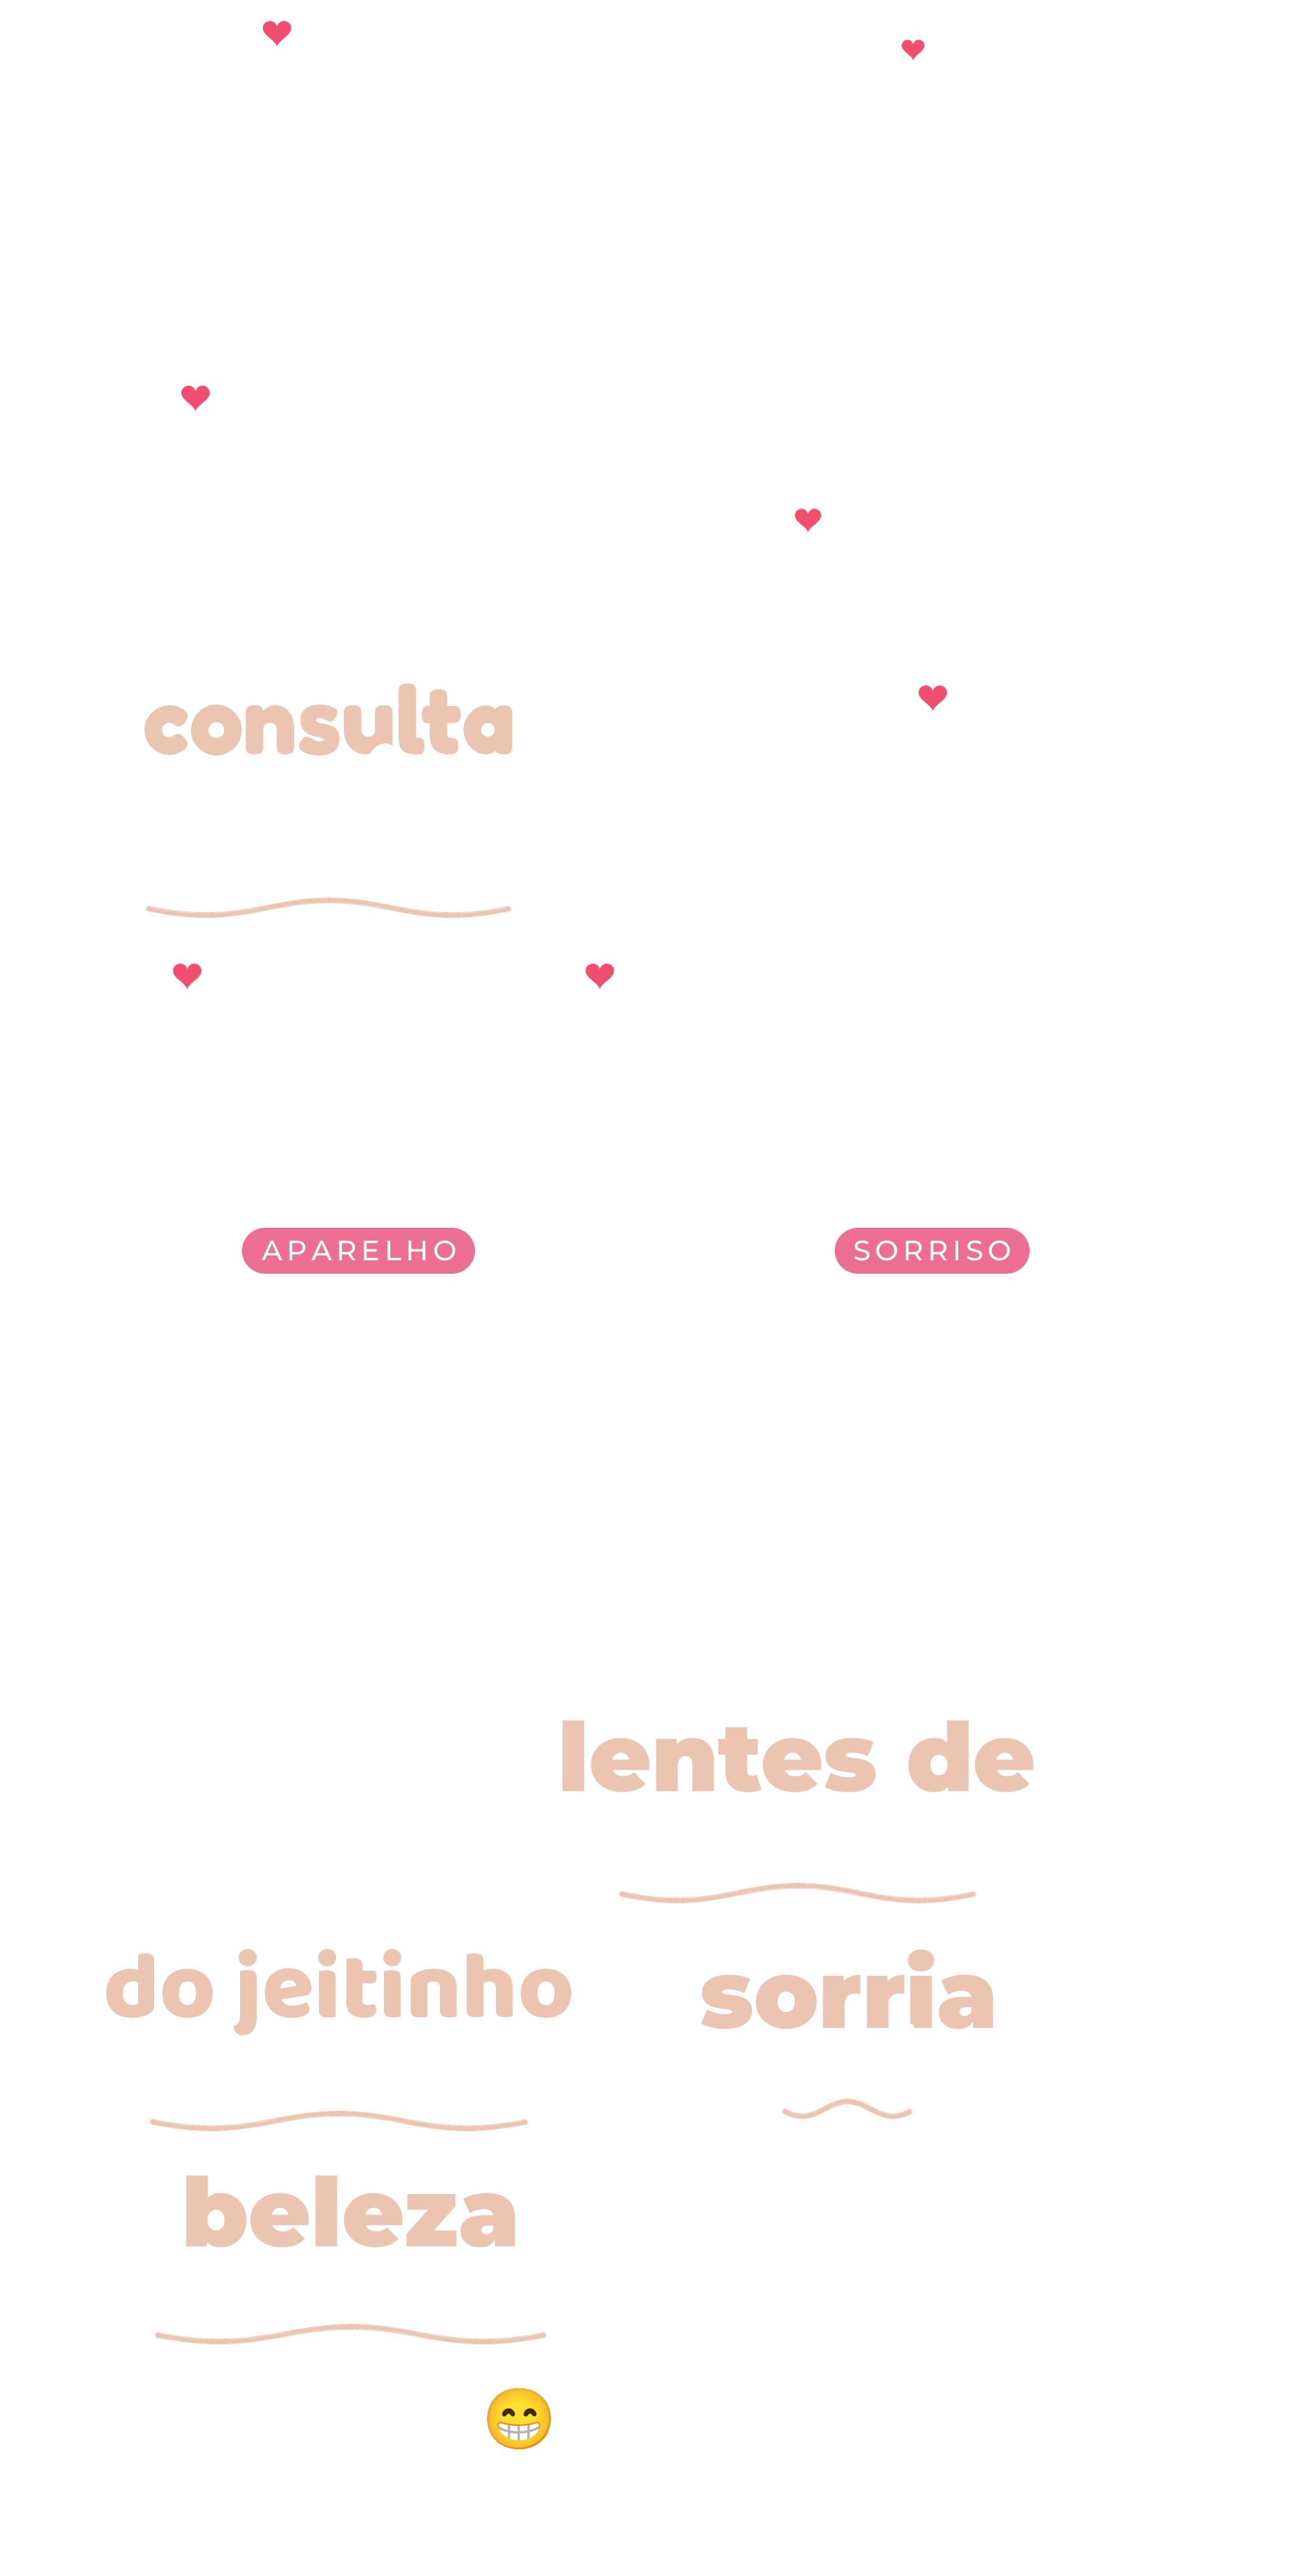 consulta
APARELHO
SORRISO
lentes de
do jeitinho
sorria
beleza